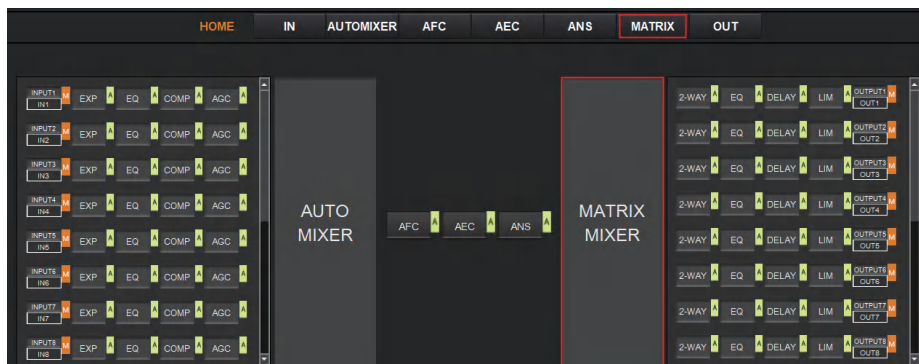 HOME IN AUTOMIXER AFC AEC ANS MATRIX OUT
INPUT1 M EXP A EQ A COMP A AGC A
IN1
INPUT2 M EXP A EQ A COMP A AGC A
IN2
INPUT3 M EXP A EQ A COMP A AGC A
IN3
INPUT4 M EXP A EQ A COMP A AGC A
IN4
INPUT5 M EXP A EQ A COMP A AGC A
IN5
INPUT6 M EXP A EQ A COMP A AGC A
IN6
INPUT7 M EXP A EQ A COMP A AGC A
IN7
INPUT8 M EXP A EQ A COMP A AGC A
IN8
AUTO
MIXER
AFC A AEC A ANS A
MATRIX
MIXER
2-WAY A EQ A DELAY A LIM A OUTPUT1 M
OUT1
2-WAY A EQ A DELAY A LIM A OUTPUT2 M
OUT2
2-WAY A EQ A DELAY A LIM A OUTPUT3 M
OUT3
2-WAY A EQ A DELAY A LIM A OUTPUT4 M
OUT4
2-WAY A EQ A DELAY A LIM A OUTPUT5 M
OUT5
2-WAY A EQ A DELAY A LIM A OUTPUT6 M
OUT6
2-WAY A EQ A DELAY A LIM A OUTPUT7 M
OUT7
2-WAY A EQ A DELAY A LIM A OUTPUT8 M
OUT8